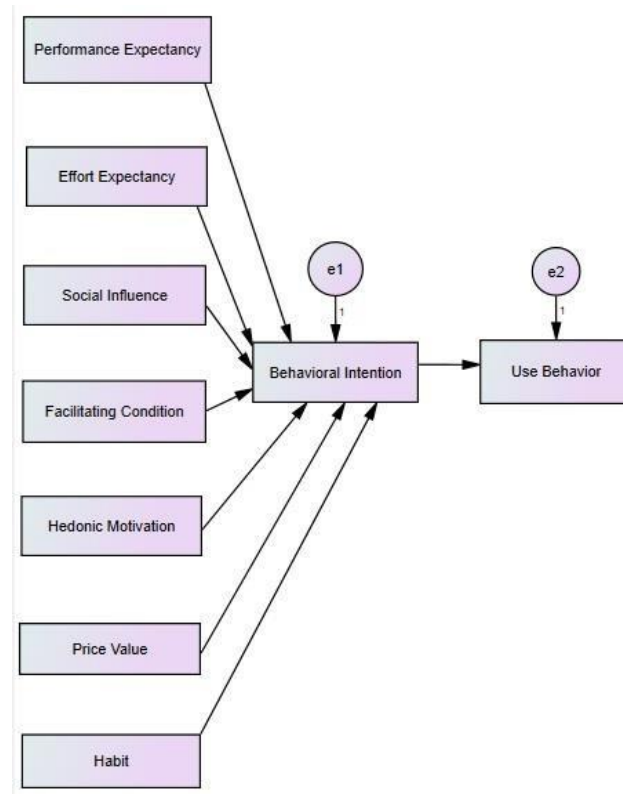 Performance Expectancy
Effort Expectancy
Social Influence
Facilitating Condition
Hedonic Motivation
Price Value
Habit
e1
1
Behavioral Intention
e2
1
Use Behavior